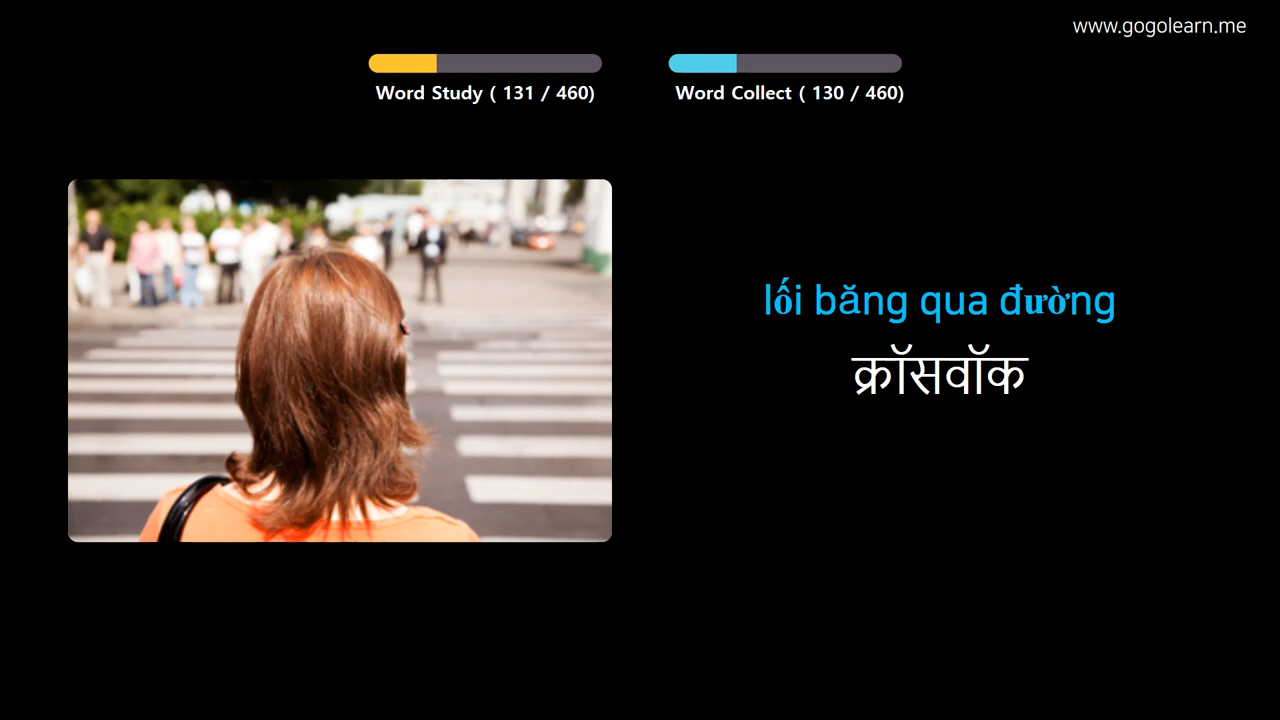 www.gogolearn.me
Word Study ( 131 / 460)
Word Collect ( 130 / 460)
lối băng qua đường
क्रॉसवॉक